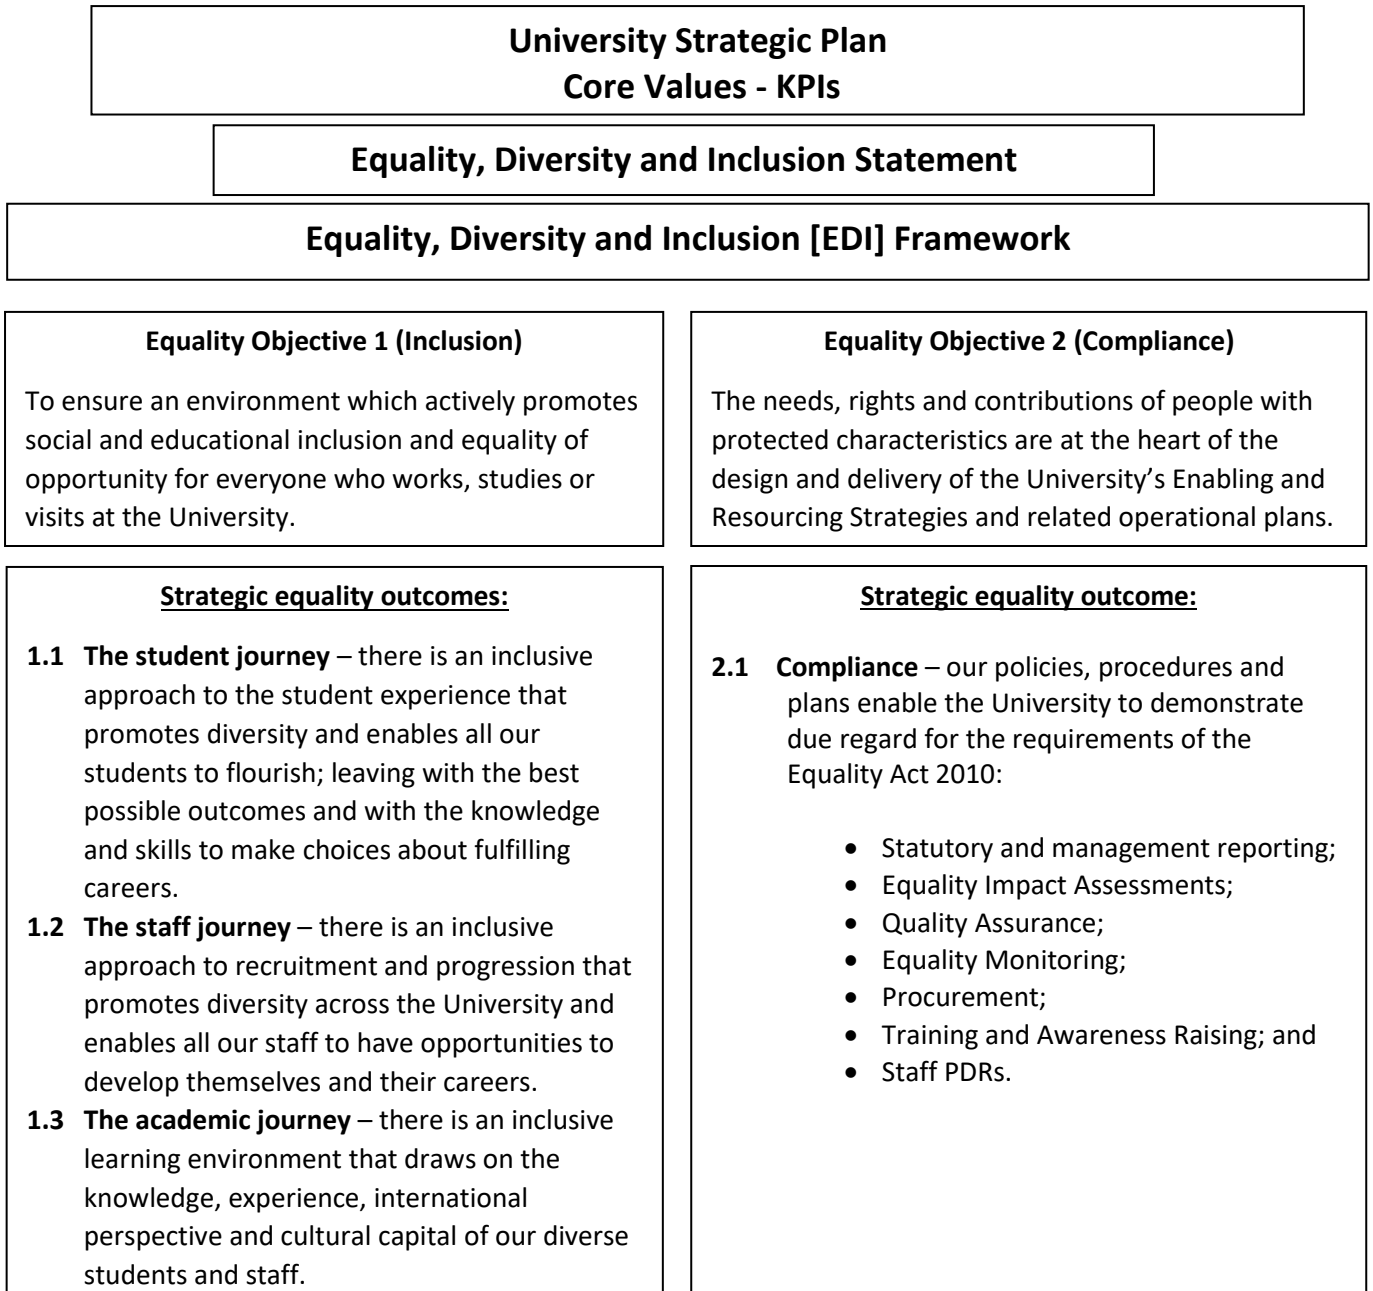 University Strategic Plan
Core Values - KPIs
Equality, Diversity and Inclusion Statement
Equality, Diversity and Inclusion [EDI] Framework
Equality Objective 1 (Inclusion)
To ensure an environment which actively promotes
social and educational inclusion and equality of
opportunity for everyone who works, studies or
visits at the University.
Equality Objective 2 (Compliance)
The needs, rights and contributions of people with
protected characteristics are at the heart of the
design and delivery of the University’s Enabling and
Resourcing Strategies and related operational plans.
Strategic equality outcomes:
1.1 The student journey – there is an inclusive
approach to the student experience that
promotes diversity and enables all our
students to flourish; leaving with the best
possible outcomes and with the knowledge
and skills to make choices about fulfilling
careers.
1.2 The staff journey – there is an inclusive
approach to recruitment and progression that
promotes diversity across the University and
enables all our staff to have opportunities to
develop themselves and their careers.
1.3 The academic journey – there is an inclusive
learning environment that draws on the
knowledge, experience, international
perspective and cultural capital of our diverse
students and staff.
Strategic equality outcome:
2.1 Compliance – our policies, procedures and
plans enable the University to demonstrate
due regard for the requirements of the
Equality Act 2010:
• Statutory and management reporting;
• Equality Impact Assessments;
• Quality Assurance;
• Equality Monitoring;
• Procurement;
• Training and Awareness Raising; and
• Staff PDRs.